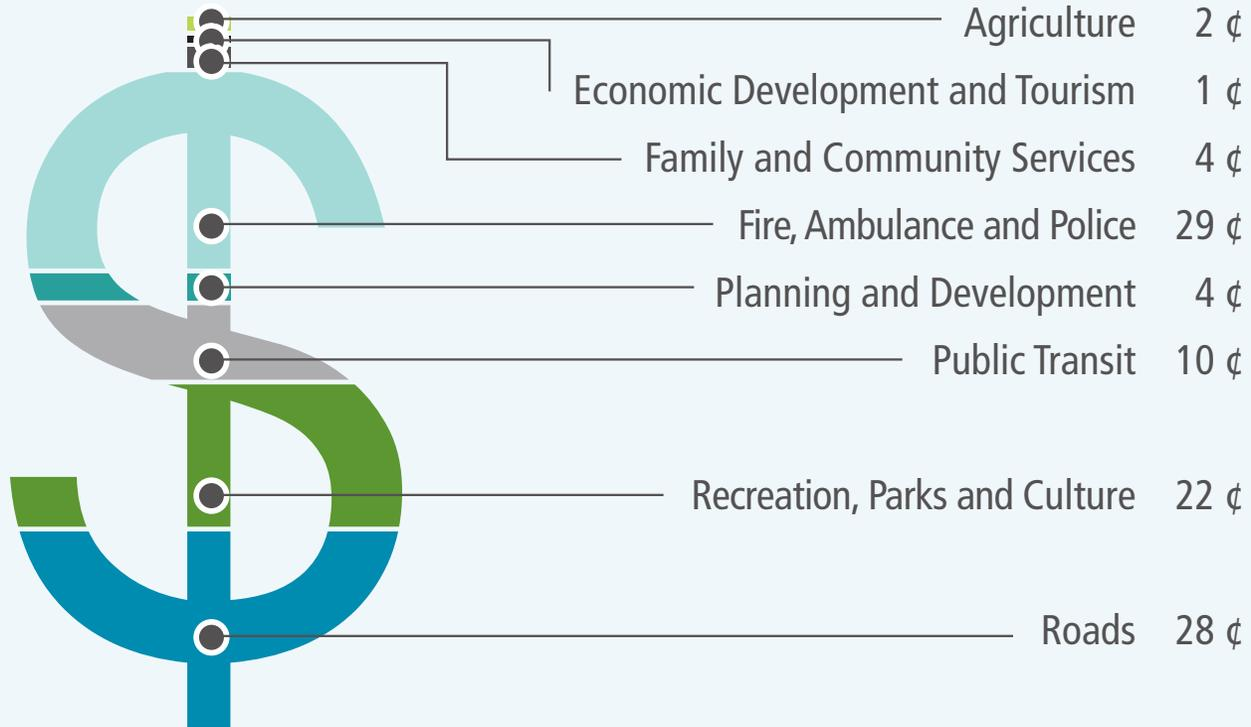 Agriculture 2 ¢
Economic Development and Tourism 1 ¢
Family and Community Services 4 ¢
Fire, Ambulance and Police 29 ¢
Planning and Development 4 ¢
Public Transit 10 ¢
Recreation, Parks and Culture 22 ¢
Roads 28 ¢